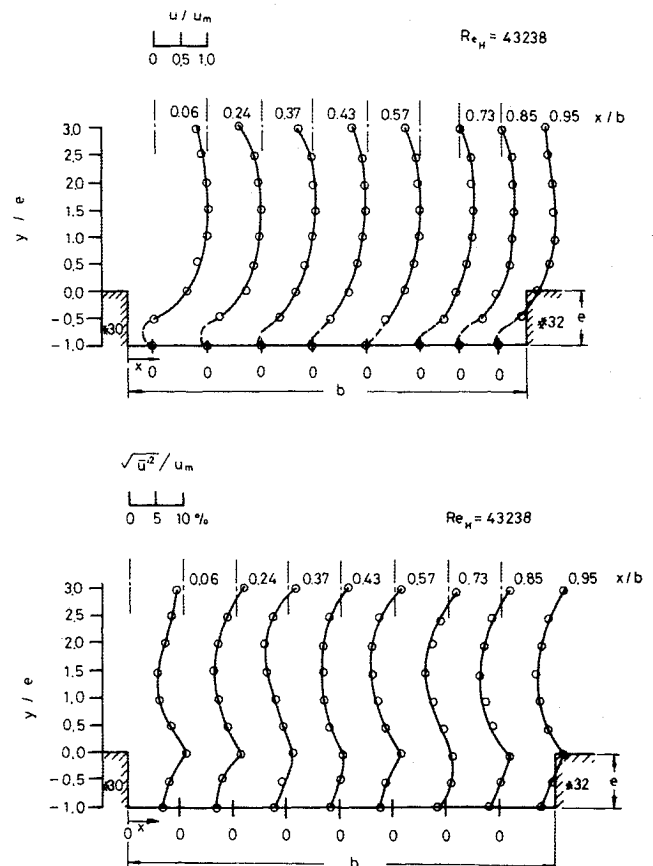 u / um
0 0,5 1,0
ReH = 43238
0.06 0.24 0.37 0.43 0.57 0.73 0.85 0.95 x/b
3,0
2,5
2,0
1,5
1,0
0,5
0,0
-0,5
-1,0
y / e
*30
*32
e
x
0 0 0 0 0 0 0 0
b
√ū'² / um
0 5 10 %
ReH = 43238
0,06 0,24 0.37 0.43 0,57 0,73 0,85 0,95 x/b
3,0
2,5
2,0
1,5
1,0
0,5
0,0
-0,5
-1,0
y / e
*30
*32
e
x
0 0 0 0 0 0 0 0 0
b